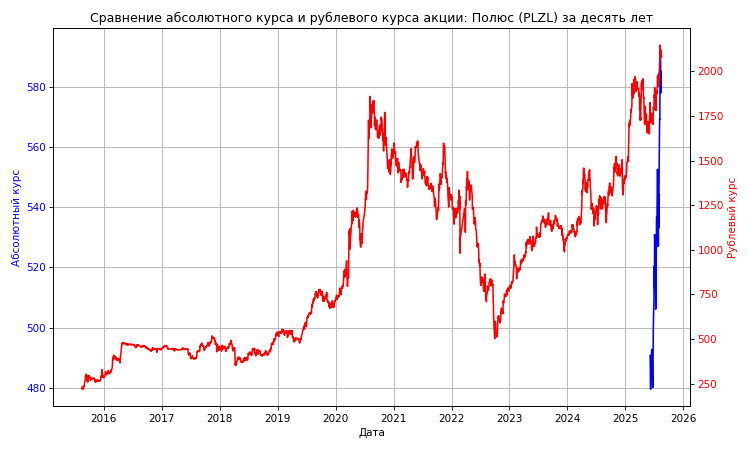 Сравнение абсолютного курса и рублевого курса акции: Полюс (PLZL) за десять лет
Абсолютный курс
580
560
540
520
500
480
2000
1750
1500
1250
1000
750
500
250
Рублевый курс
2016 2017 2018 2019 2020 2021 2022 2023 2024 2025 2026
Дата